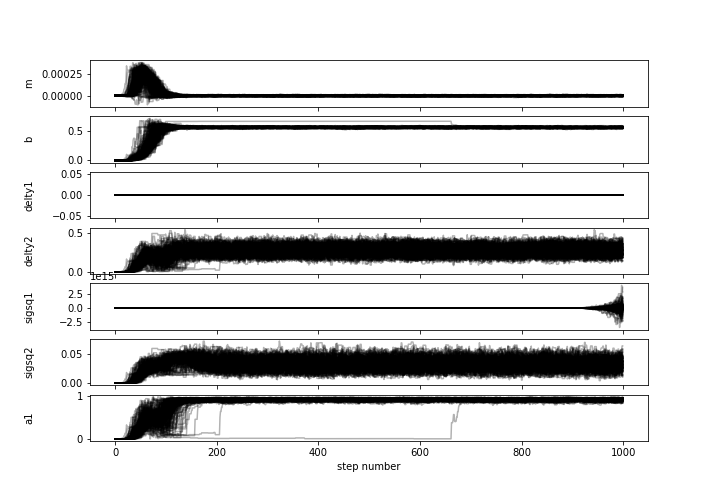 0.00025
0.00000
m
0.5
0.0
b
0.05
0.00
−0.05
delty1
0.5
0.0
delty2
1e15
2.5
0.0
−2.5
sigsq1
0.05
0.00
sigsq2
1
0
a1
0 200 400 600 800 1000
step number